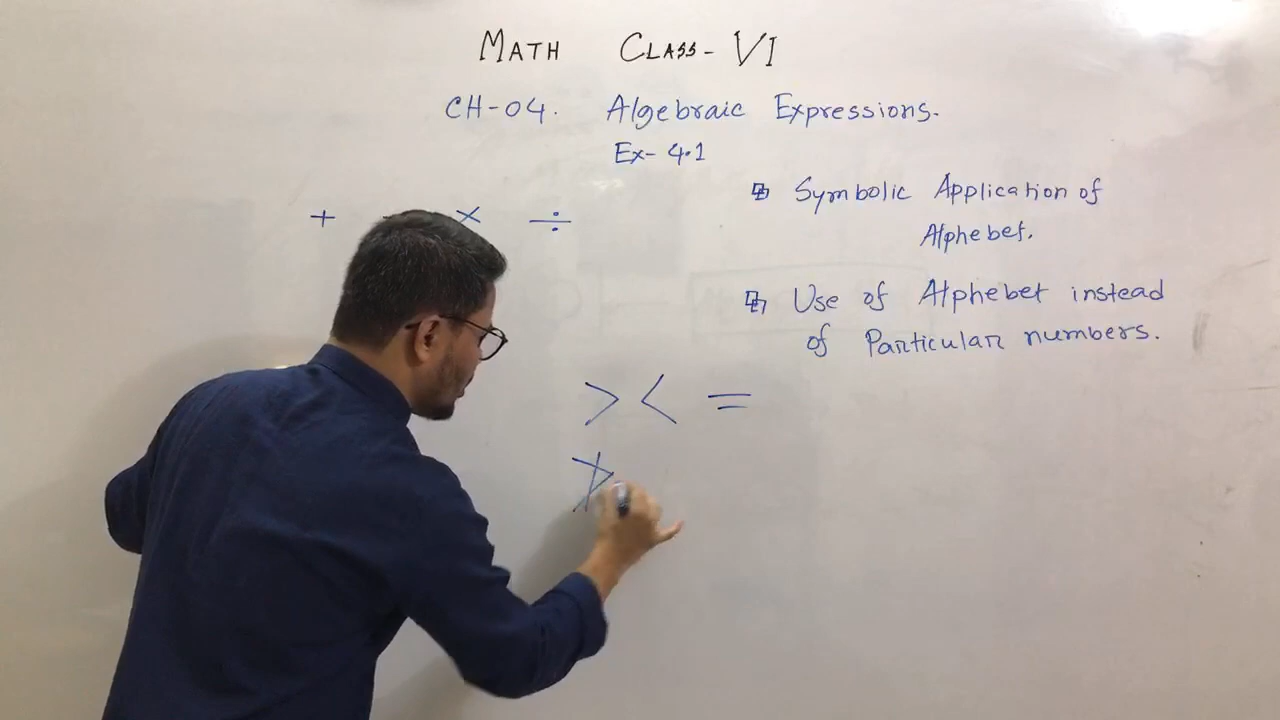 MATH CLASS- VI
CH-04. Algebraic Expressions.
Ex- 4.1
Symbolic Application of
Alphebet.
+ × ÷
Use of Alphebet instead
of Particular numbers.
> < =
≯